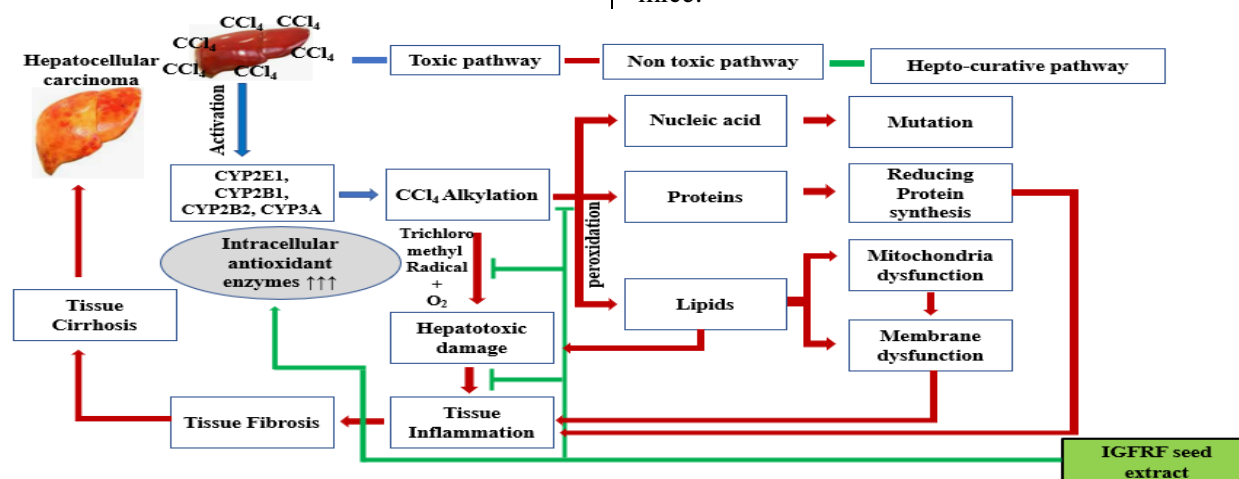 mice.
CCl4
CCl4
CCl4
CCl4
CCl4
CCl4
Hepatocellular
carcinoma
Toxic pathway
Non toxic pathway
Hepto-curative pathway
Activation
CYP2E1,
CYP2B1,
CYP2B2, CYP3A
CCl4 Alkylation
peroxidation
Nucleic acid
Mutation
Proteins
Reducing
Protein
synthesis
Intracellular
antioxidant
enzymes ↑↑↑
Trichloro
methyl
Radical
+
O2
Lipids
Mitochondria
dysfunction
Membrane
dysfunction
Tissue
Cirrhosis
Hepatotoxic
damage
Tissue Fibrosis
Tissue
Inflammation
IGFRF seed
extract